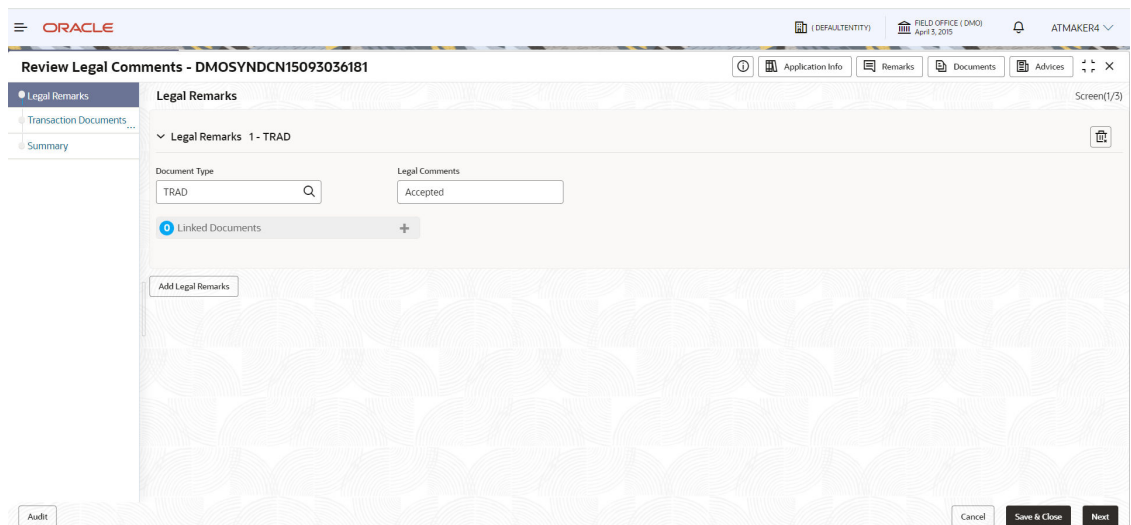 ORACLE
( DEFAULTENTITY)
FIELD OFFICE ( DMO)
April 3, 2015
ATMAKER4
Review Legal Comments - DMOSYNDCN15093036181
Application Info
Remarks
Documents
Advices
Legal Remarks
Transaction Documents ...
Summary
Legal Remarks
Screen(1/3)
Legal Remarks 1 - TRAD
Document Type
Legal Comments
TRAD
Accepted
0 Linked Documents
Add Legal Remarks
Audit
Cancel
Save & Close
Next